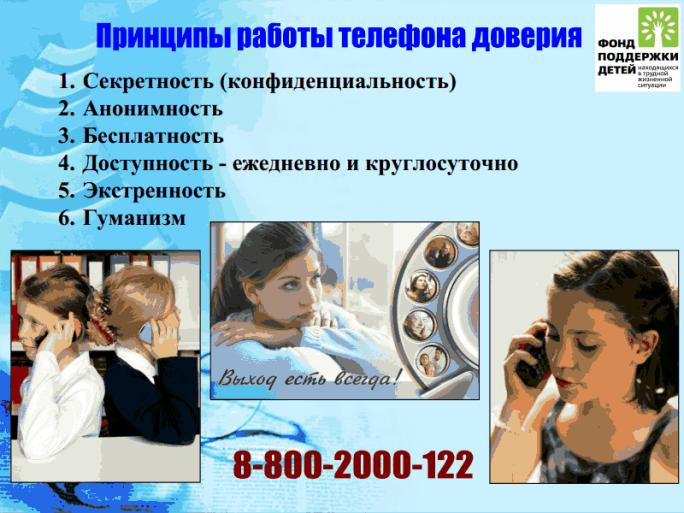 Принципы работы телефона доверия
ФОНД
ПОДДЕРЖКИ
ДЕТЕЙ находящихся
в трудной
жизненной
ситуации
1. Секретность (конфиденциальность)
2. Анонимность
3. Бесплатность
4. Доступность - ежедневно и круглосуточно
5. Экстренность
6. Гуманизм
Выход есть всегда!
8-800-2000-122